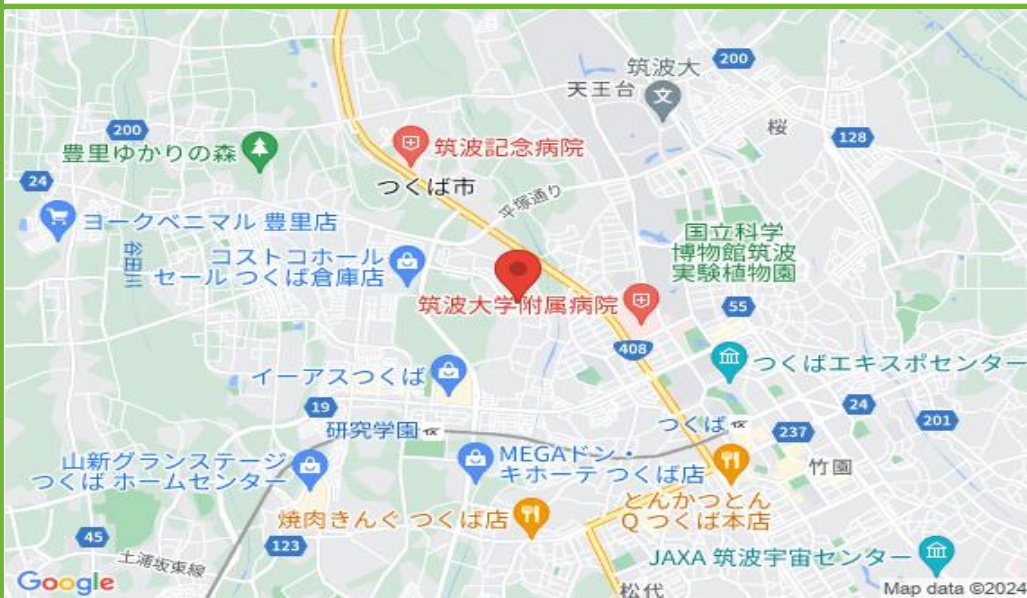 筑波大
200
天王台
文
桜
128
200
筑波記念病院
豊里ゆかりの森
つくば市
24
平塚通り
ヨークベニマル 豊里店
谷田川
国立科学
博物館筑波
実験植物園
コストコホール
セール つくば倉庫店
筑波大学附属病院
55
408
つくばエキスポセンター
イーアスつくば
19
24
201
研究学園
つくば
237
山新グランステージ
つくば ホームセンター
MEGAドン・
キホーテ つくば店
竹園
とんかつとん
Q つくば本店
焼肉きんぐ つくば店
45
123
土浦坂東線
JAXA 筑波宇宙センター
松代
Google
Map data ©2024